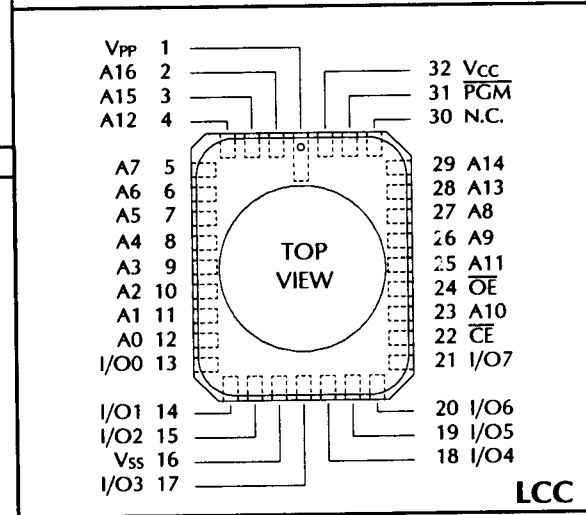 VPP 1
A16 2
A15 3
A12 4
32 VCC
31 P̅G̅M̅
30 N.C.
A7 5
A6 6
A5 7
A4 8
A3 9
A2 10
A1 11
A0 12
I/O0 13
TOP
VIEW
29 A14
28 A13
27 A8
26 A9
25 A11
24 O̅E̅
23 A10
22 C̅E̅
21 I/O7
I/O1 14
I/O2 15
VSS 16
I/O3 17
20 I/O6
19 I/O5
18 I/O4
LCC